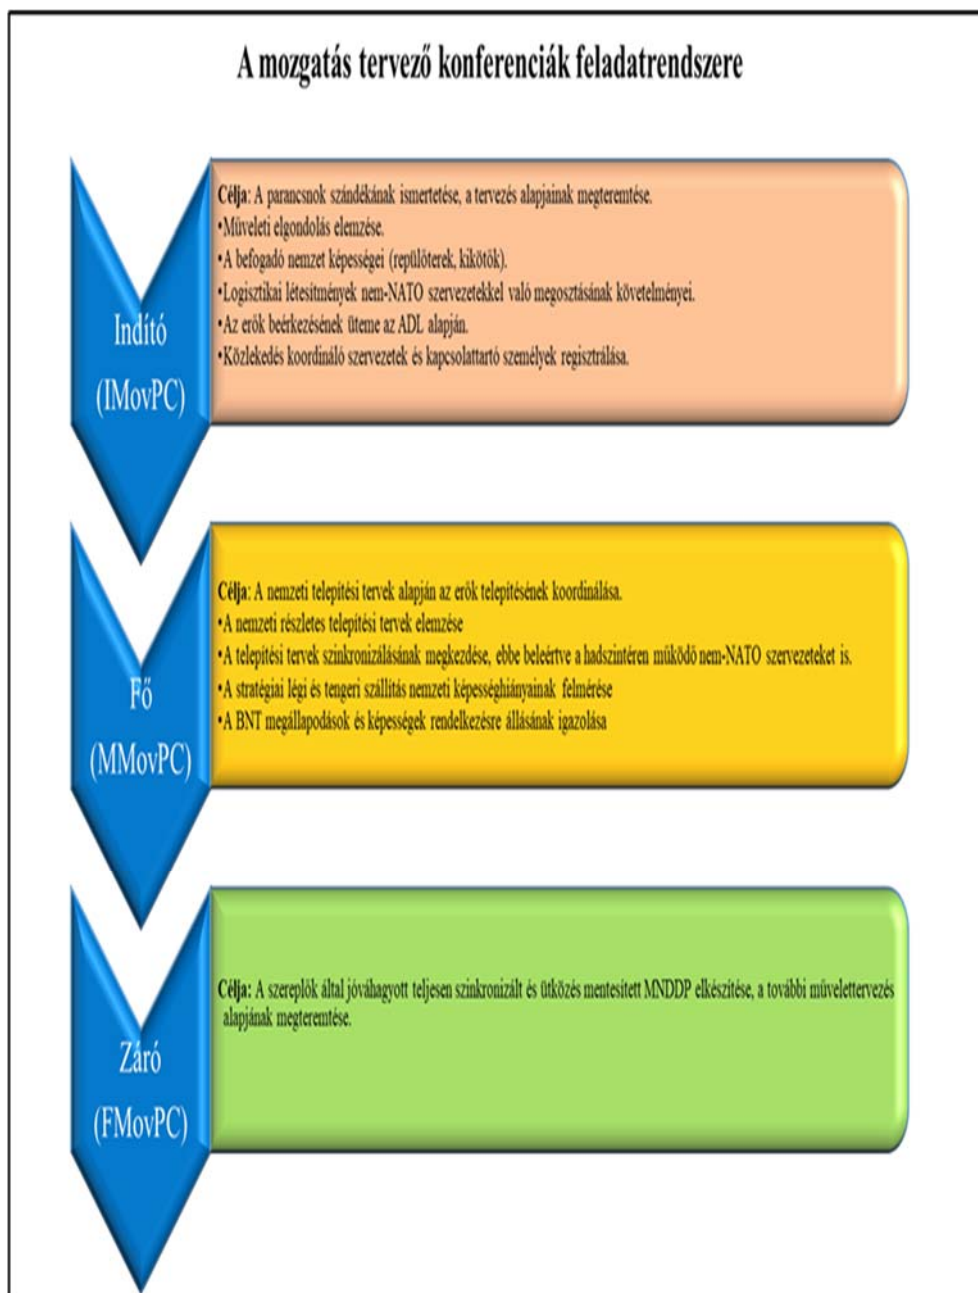 A mozgatás tervező konferenciák feladatrendszere
Indító
(IMovPC)
Célja: A parancsnok szándékának ismertetése, a tervezés alapjainak megteremtése.
•Műveleti elgondolás elemzése.
•A befogadó nemzet képességei (repülőterek, kikötők).
•Logisztikai létesítmények nem-NATO szervezetekkel való megosztásának követelményei.
•Az erők beérkezésének üteme az ADL alapján.
•Közlekedés koordináló szervezetek és kapcsolattartó személyek regisztrálása.
Fő
(MMovPC)
Célja: A nemzeti telepítési tervek alapján az erők telepítésének koordinálása.
•A nemzeti részletes telepítési tervek elemzése
•A telepítési tervek szinkronizálásának megkezdése, ebbe beleértve a hadszíntéren működő nem-NATO szervezeteket is.
•A stratégiai légi és tengeri szállítás nemzeti képességhiányainak felmérése
•A BNT megállapodások és képességek rendelkezésre állásának igazolása
Záró
(FMovPC)
Célja: A szereplők által jóváhagyott teljesen szinkronizált és ütközés mentesített MNDDP elkészítése, a további művelettervezés
alapjának megteremtése.